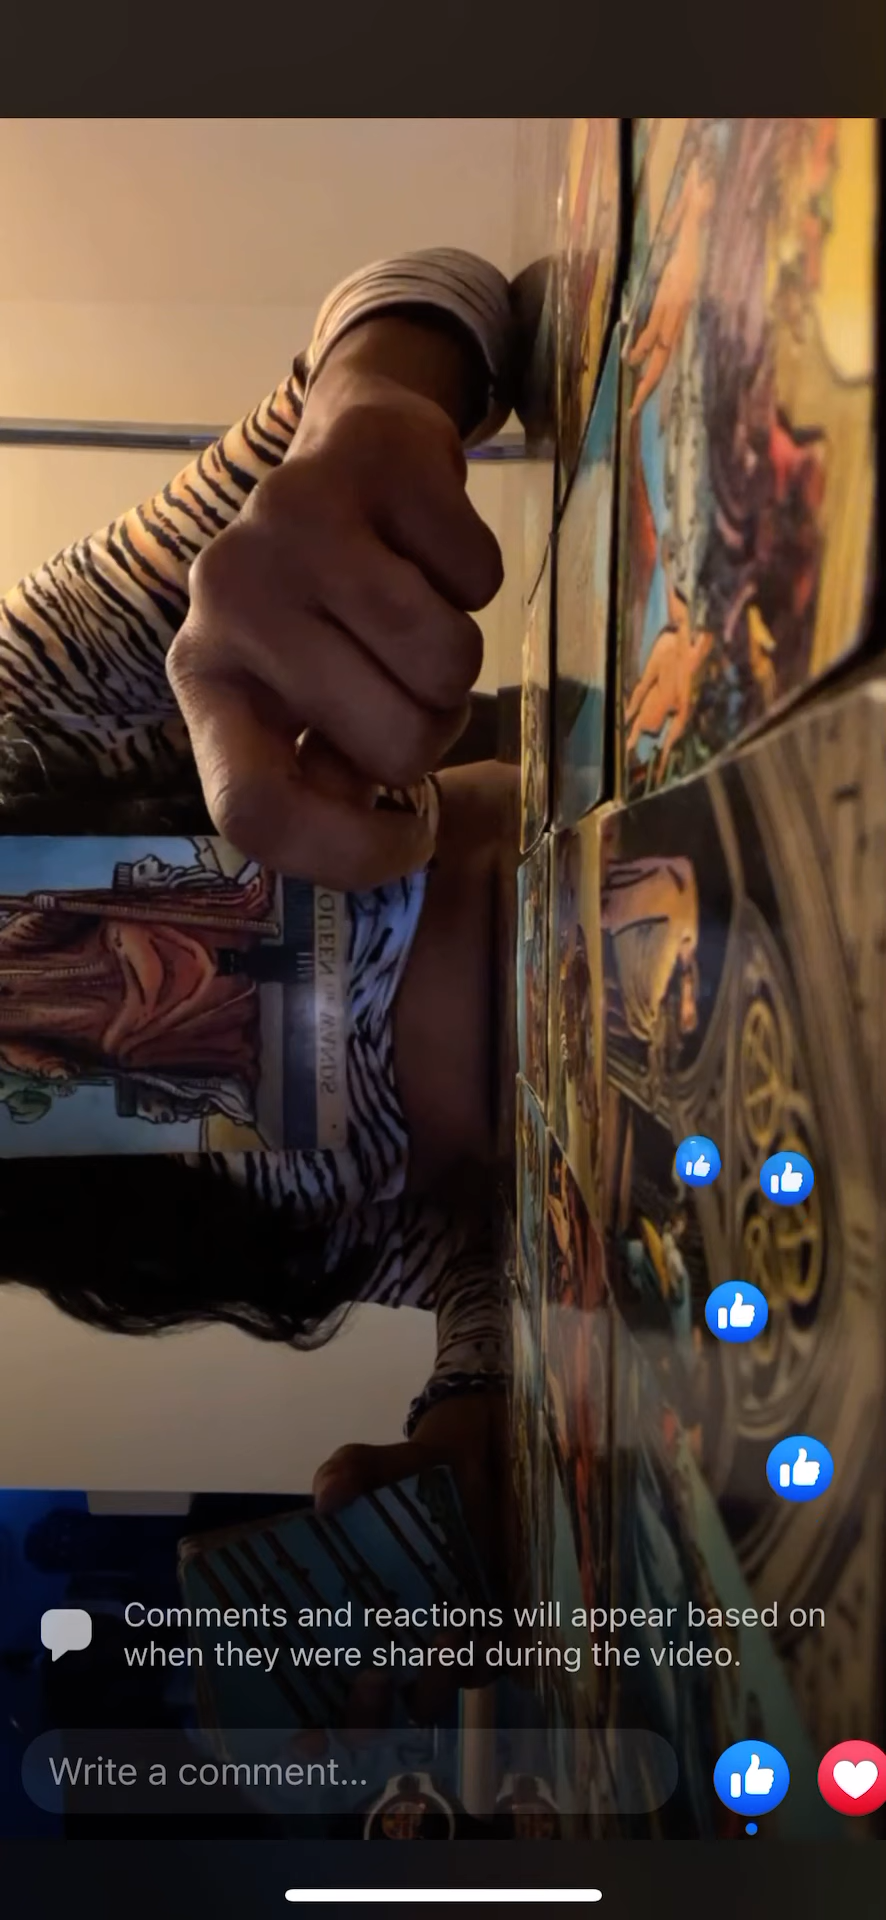 QUEEN OF WANDS
Comments and reactions will appear based on
when they were shared during the video.
Write a comment...